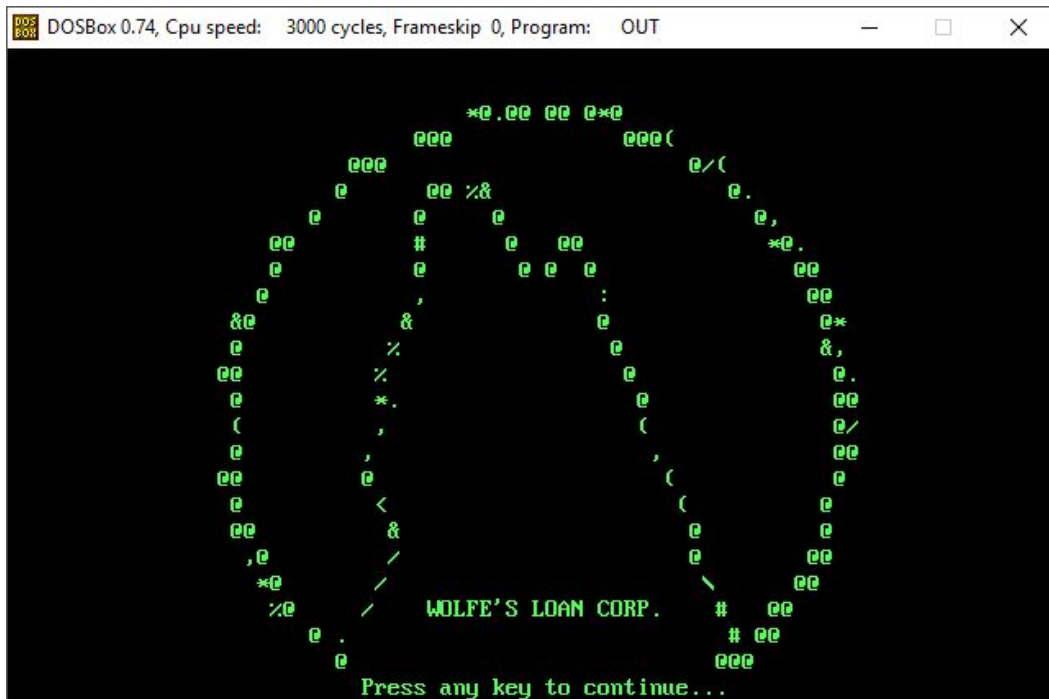 DOSBox 0.74, Cpu speed: 3000 cycles, Frameskip 0, Program: OUT
WOLFE'S LOAN CORP.
Press any key to continue...